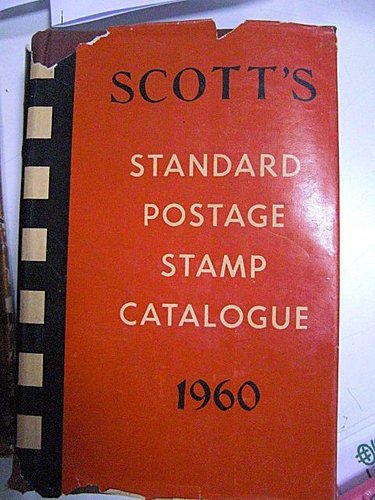 SCOTT'S
STANDARD
POSTAGE
STAMP
CATALOGUE
1960